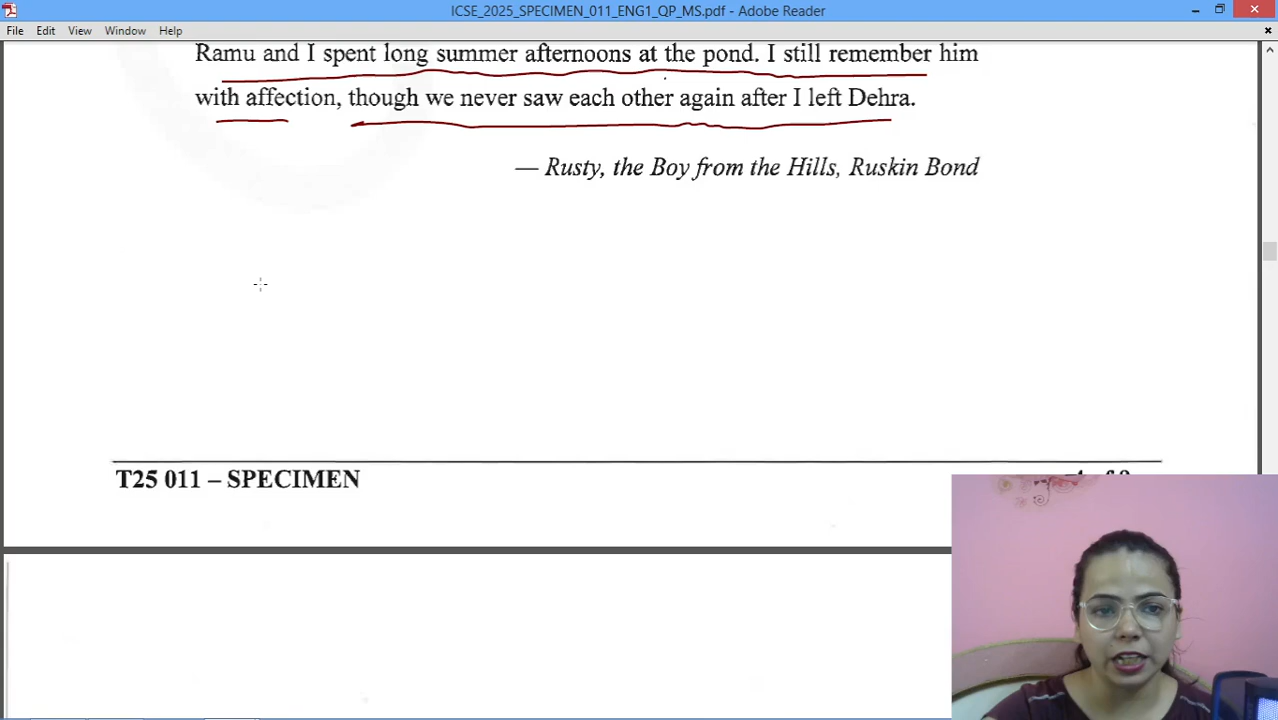 ICSE_2025_SPECIMEN_011_ENG1_QP_MS.pdf - Adobe Reader
File Edit View Window Help
Ramu and I spent long summer afternoons at the pond. I still remember him
with affection, though we never saw each other again after I left Dehra.
— Rusty, the Boy from the Hills, Ruskin Bond
T25 011 – SPECIMEN